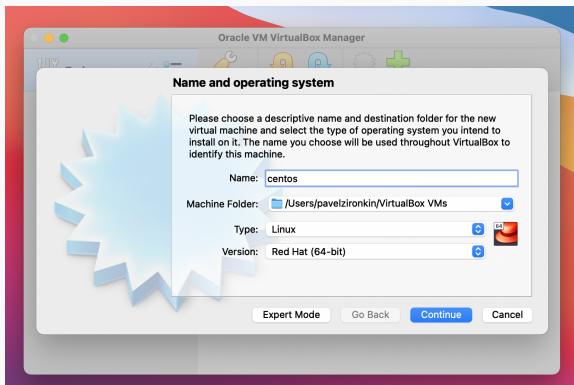 Oracle VM VirtualBox Manager
Name and operating system
Please choose a descriptive name and destination folder for the new
virtual machine and select the type of operating system you intend to
install on it. The name you choose will be used throughout VirtualBox to
identify this machine.
Name: centos
Machine Folder: /Users/pavelzironkin/VirtualBox VMs
Type: Linux
64
Version: Red Hat (64-bit)
Expert Mode Go Back Continue Cancel